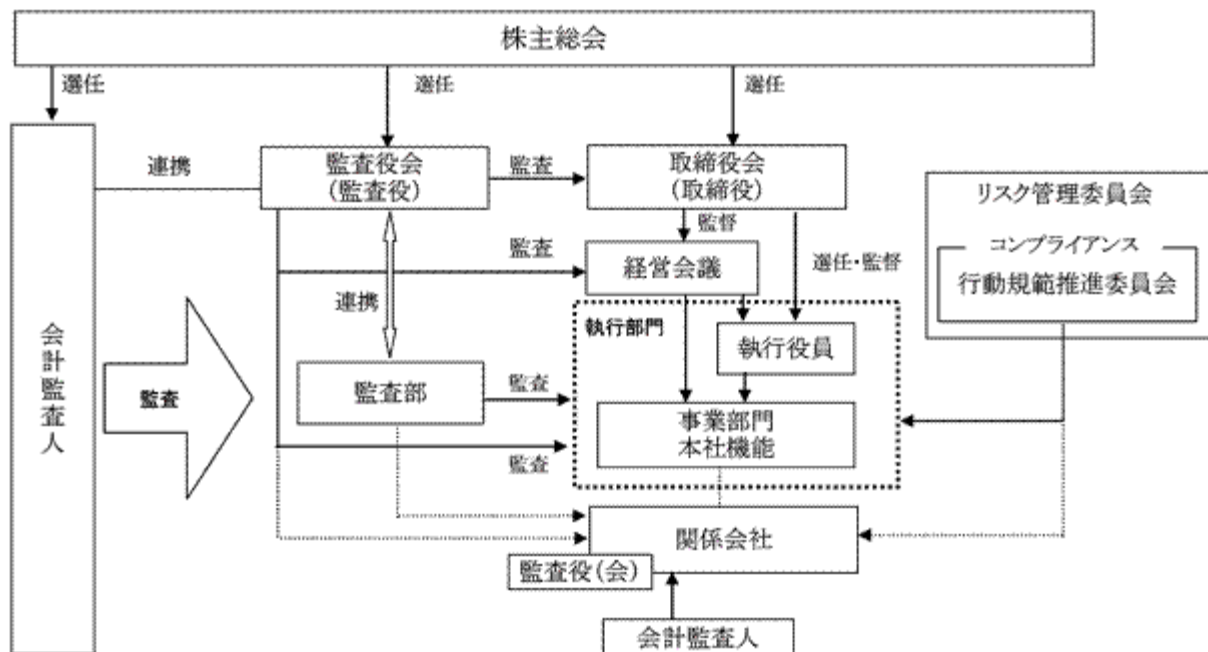 株主総会
選任
選任
選任
連携
監査役会
(監査役)
監査
取締役会
(取締役)
リスク管理委員会
コンプライアンス
行動規範推進委員会
監督
監査
経営会議
選任・監督
連携
執行部門
執行役員
会計監査人
監査
監査部
監査
事業部門
本社機能
監査
関係会社
監査役(会)
会計監査人